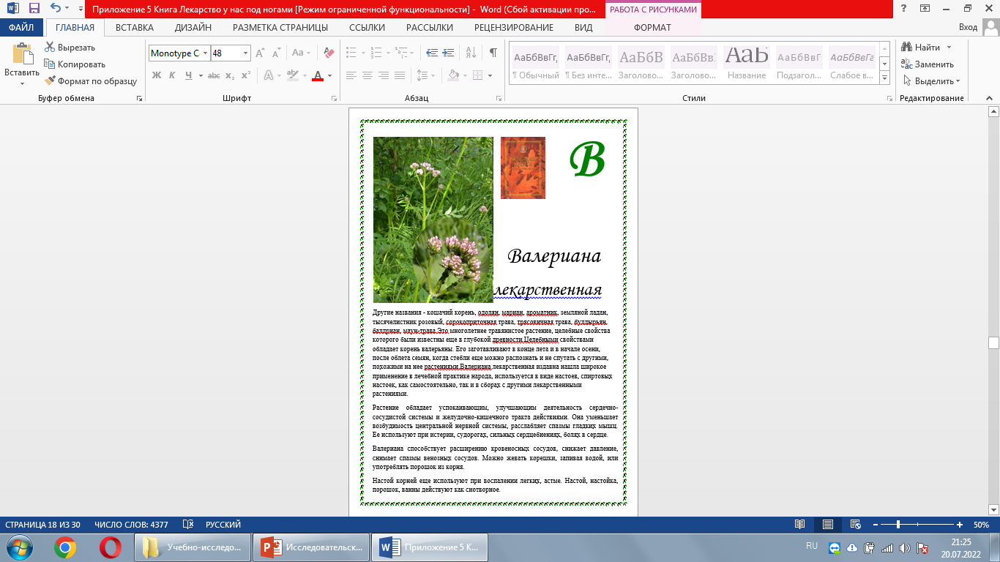 Приложение 5 Книга Лекарство у нас под ногами [Режим ограниченной функциональности] - Word (Сбой активации про...
РАБОТА С РИСУНКАМИ
ФАЙЛ ГЛАВНАЯ ВСТАВКА ДИЗАЙН РАЗМЕТКА СТРАНИЦЫ ССЫЛКИ РАССЫЛКИ РЕЦЕНЗИРОВАНИЕ ВИД ФОРМАТ Вход
Вставить
Вырезать
Копировать
Формат по образцу
Буфер обмена
Monotype C 48
Ж К Ч abc x₂ x²
Шрифт
Абзац
АаБбВвГг, АаБбВвГг, АаБбВ АаБбВв АаБ АаБбВвГ АаБбВвГг
¶ Обычный ¶ Без инте... Заголово... Заголово... Название Подзагол... Слабое в...
Стили
Найти
Заменить
Выделить
Редактирование
В
Валериана
лекарственная
Другие названия - кошачий корень, одолян, мариан, ароматник, земляной ладан,
тысячелистник розовый, сорокоприточная трава, трясовичная трава, буллырьян,
баллриан, маун-трава.Это многолетнее травянистое растение, целебные свойства
которого были известны еще в глубокой древности.Целебными свойствами
обладает корень валерьяны. Его заготавливают в конце лета и в начале осени,
после облета семян, когда стебли еще можно распознать и не спутать с другими,
похожими на нее растениями.Валериана лекарственная издавна нашла широкое
применение в лечебной практике народа, используется в виде настоев, спиртовых
настоек, как самостоятельно, так и в сборах с другими лекарственными
растениями.
Растение обладает успокаивающим, улучшающим деятельность сердечно-
сосудистой системы и желудочно-кишечного тракта действиями. Она уменьшает
возбудимость центральной нервной системы, расслабляет спазмы гладких мышц.
Ее используют при истерии, судорогах, сильных сердцебиениях, болях в сердце.
Валериана способствует расширению кровеносных сосудов, снижает давление,
снимает спазмы венозных сосудов. Можно жевать корешки, запивая водой, или
употреблять порошок из корня.
Настой корней еще используют при воспалении легких, астме. Настой, настойка,
порошок, ванны действуют как снотворное.
СТРАНИЦА 18 ИЗ 30 ЧИСЛО СЛОВ: 4377 РУССКИЙ 50%
Учебно-исследо... Исследовательск... Приложение 5 К... RU 21:25
20.07.2022